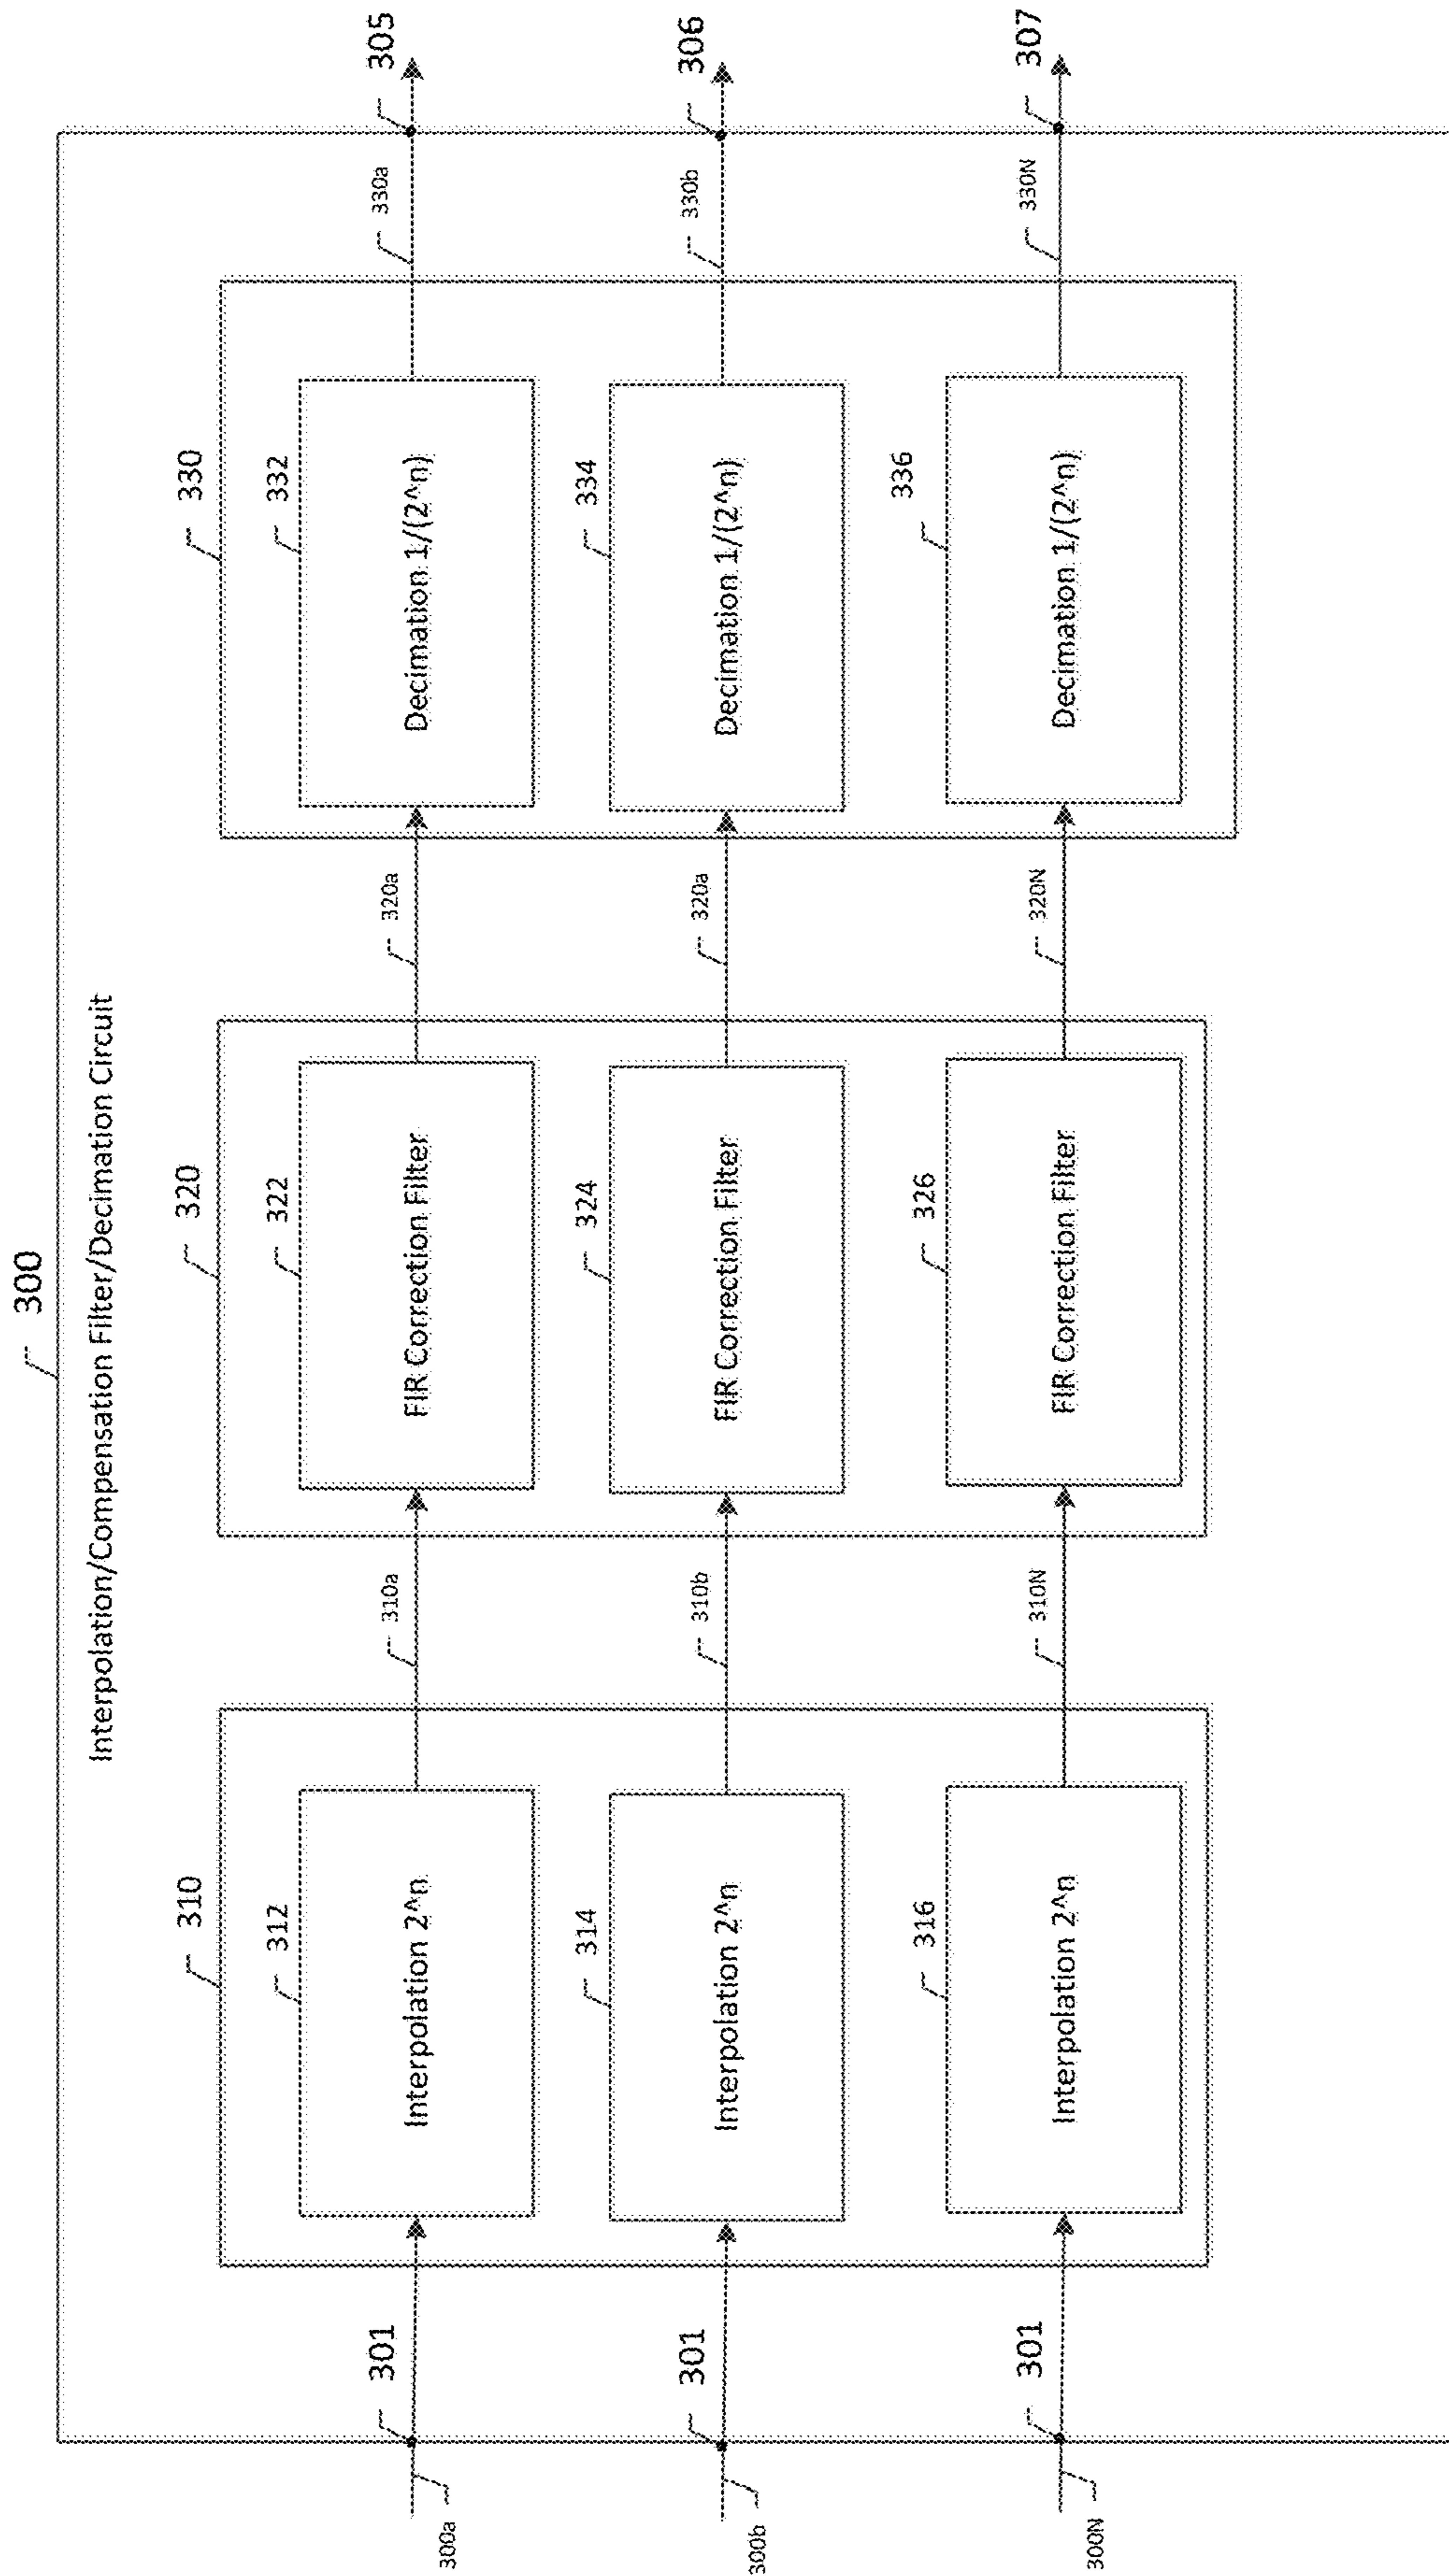 300
Interpolation/Compensation Filter/Decimation Circuit
310
320
330
300a
301
312
Interpolation 2^n
310a
322
FIR Correction Filter
320a
332
Decimation 1/(2^n)
330a
305
300b
301
314
Interpolation 2^n
310b
324
FIR Correction Filter
320a
334
Decimation 1/(2^n)
330b
306
300N
301
316
Interpolation 2^n
310N
326
FIR Correction Filter
320N
336
Decimation 1/(2^n)
330N
307